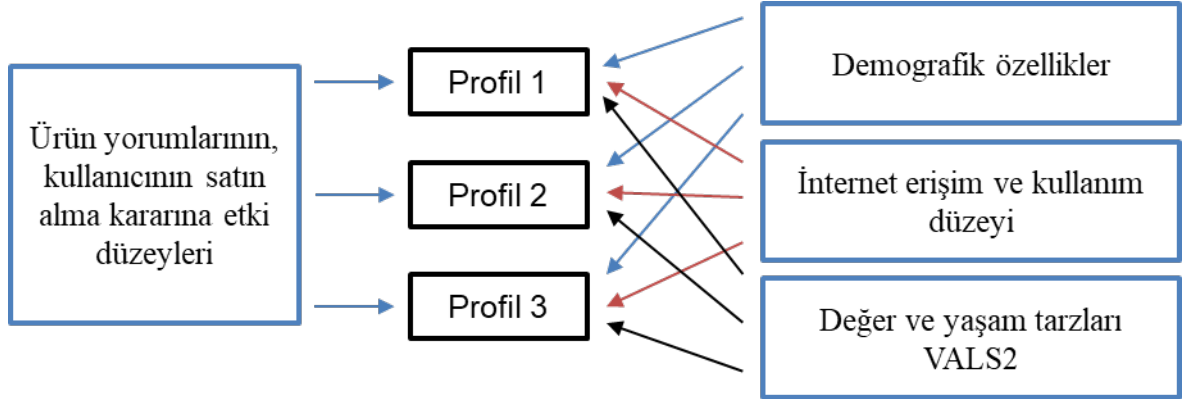 Ürün yorumlarının,
kullanıcının satın
alma kararına etki
düzeyleri
Profil 1
Profil 2
Profil 3
Demografik özellikler
İnternet erişim ve kullanım
düzeyi
Değer ve yaşam tarzları
VALS2